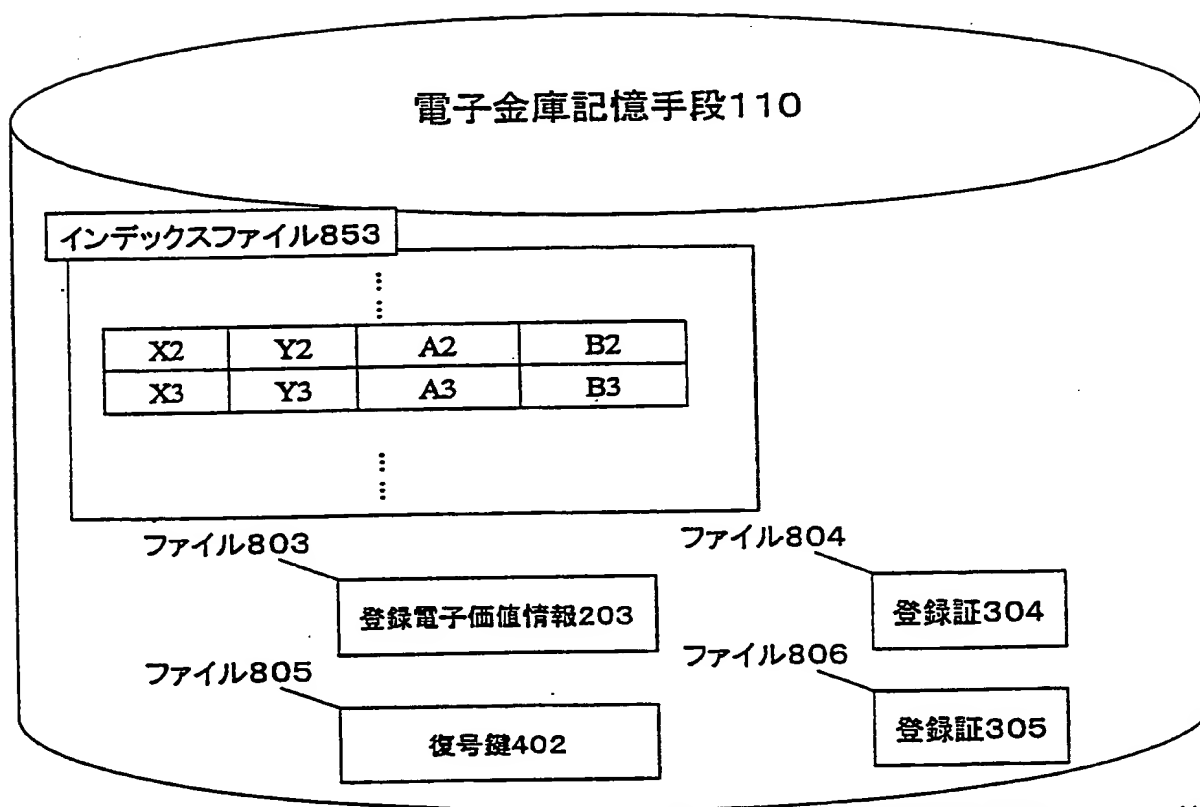 電子金庫記憶手段110
インデックスファイル853
X2 Y2 A2 B2
X3 Y3 A3 B3
ファイル803
ファイル804
登録電子価値情報203
登録証304
ファイル805
ファイル806
復号鍵402
登録証305